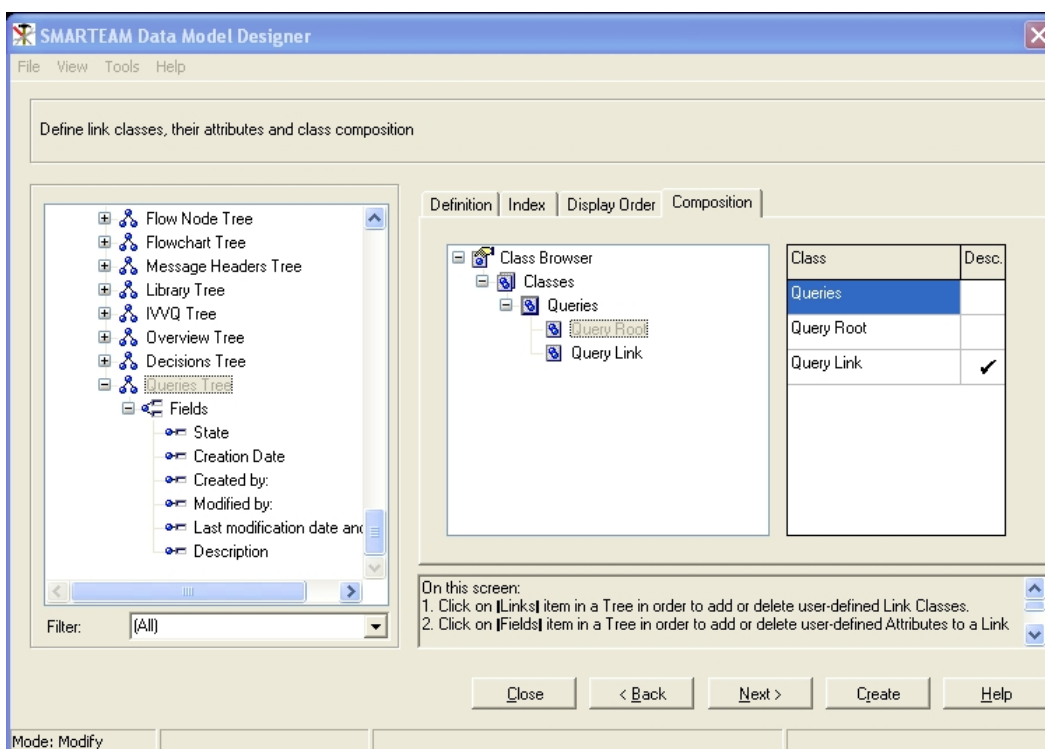 SMARTEAM Data Model Designer
File View Tools Help
Define link classes, their attributes and class composition
Flow Node Tree
Flowchart Tree
Message Headers Tree
Library Tree
IVVQ Tree
Overview Tree
Decisions Tree
Queries Tree
Fields
State
Creation Date
Created by:
Modified by:
Last modification date and
Description
Filter: (All)
Definition Index Display Order Composition
Class Browser
Classes
Queries
Query Root
Query Link
Class Desc.
Queries
Query Root
Query Link
On this screen:
1. Click on |Links| item in a Tree in order to add or delete user-defined Link Classes.
2. Click on |Fields| item in a Tree in order to add or delete user-defined Attributes to a Link
Close < Back Next > Create Help
Mode: Modify